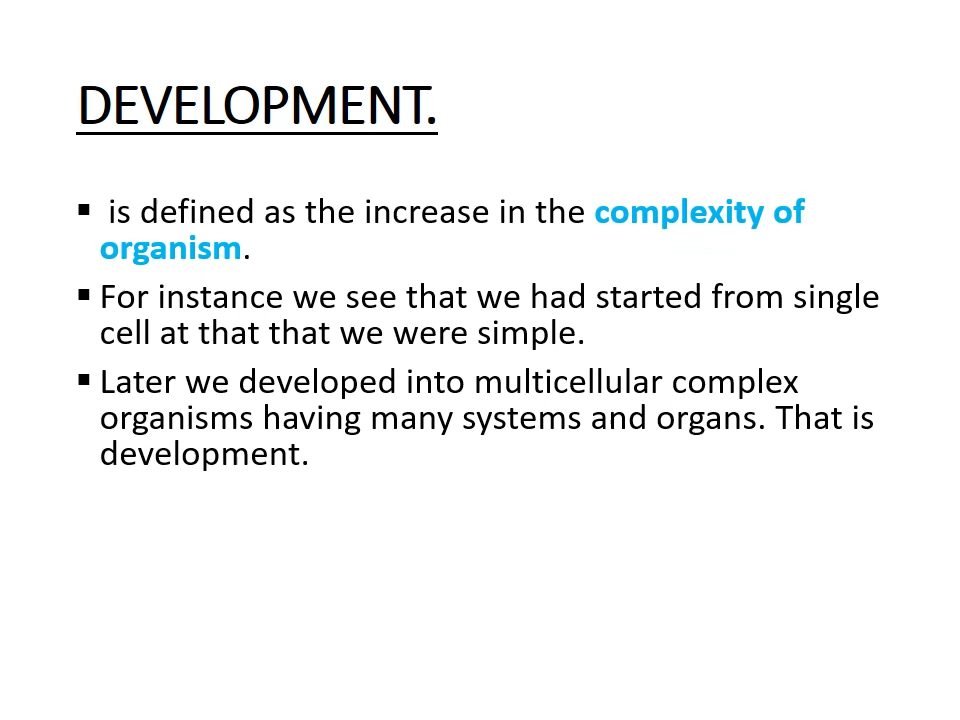 DEVELOPMENT.
▪ is defined as the increase in the complexity of
organism.
▪ For instance we see that we had started from single
cell at that that we were simple.
▪ Later we developed into multicellular complex
organisms having many systems and organs. That is
development.